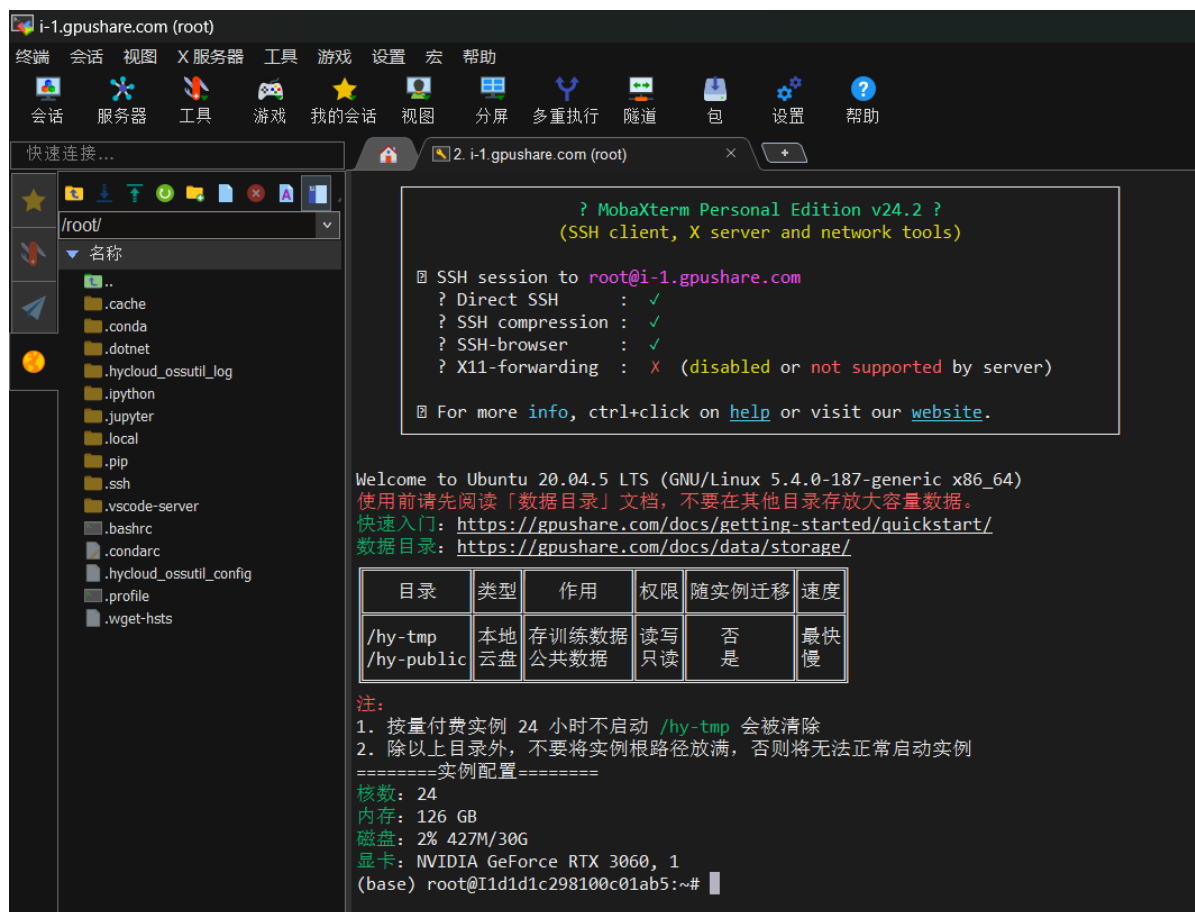 i-1.gpushare.com (root)
终端 会话 视图 X 服务器 工具 游戏 设置 宏 帮助
会话 服务器 工具 游戏 我的会话 视图 分屏 多重执行 隧道 包 设置 帮助
快速连接...
2. i-1.gpushare.com (root)
/root/
名称
..
.cache
.conda
.dotnet
.hycloud_ossutil_log
.ipython
.jupyter
.local
.pip
.ssh
.vscode-server
.bashrc
.condarc
.hycloud_ossutil_config
.profile
.wget-hsts
? MobaXterm Personal Edition v24.2 ?
(SSH client, X server and network tools)
⍰ SSH session to root@i-1.gpushare.com
? Direct SSH : ✓
? SSH compression : ✓
? SSH-browser : ✓
? X11-forwarding : ✗ (disabled or not supported by server)
⍰ For more info, ctrl+click on help or visit our website.
Welcome to Ubuntu 20.04.5 LTS (GNU/Linux 5.4.0-187-generic x86_64)
使用前请先阅读「数据目录」文档，不要在其他目录存放大容量数据。
快速入门: https://gpushare.com/docs/getting-started/quickstart/
数据目录: https://gpushare.com/docs/data/storage/
目录 类型 作用 权限 随实例迁移 速度
/hy-tmp 本地 存训练数据 读写 否 最快
/hy-public 云盘 公共数据 只读 是 慢
注:
1. 按量付费实例 24 小时不启动 /hy-tmp 会被清除
2. 除以上目录外，不要将实例根路径放满，否则将无法正常启动实例
========实例配置========
核数: 24
内存: 126 GB
磁盘: 2% 427M/30G
显卡: NVIDIA GeForce RTX 3060, 1
(base) root@I1d1d1c298100c01ab5:~#